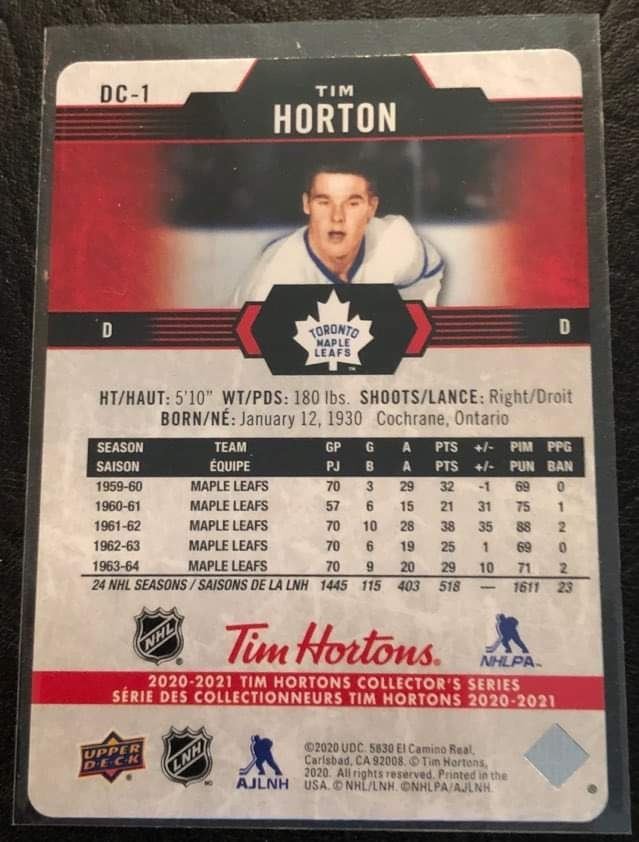 DC-1
TIM
HORTON
D
TORONTO
MAPLE
LEAFS
TM
D
HT/HAUT: 5'10" WT/PDS: 180 lbs. SHOOTS/LANCE: Right/Droit
BORN/NÉ: January 12, 1930 Cochrane, Ontario
SEASON TEAM GP G A PTS +/- PIM PPG
SAISON ÉQUIPE PJ B A PTS +/- PUN BAN
1959-60 MAPLE LEAFS 70 3 29 32 -1 69 0
1960-61 MAPLE LEAFS 57 6 15 21 31 75 1
1961-62 MAPLE LEAFS 70 10 28 38 35 88 2
1962-63 MAPLE LEAFS 70 6 19 25 1 69 0
1963-64 MAPLE LEAFS 70 9 20 29 10 71 2
24 NHL SEASONS / SAISONS DE LA LNH 1445 115 403 518 — 1611 23
NHL
Tim Hortons.
NHLPA™
2020-2021 TIM HORTONS COLLECTOR'S SERIES
SÉRIE DES COLLECTIONNEURS TIM HORTONS 2020-2021
UPPER
D·E·C·K
LNH
AJLNH
©2020 UDC. 5830 El Camino Real,
Carlsbad, CA 92008. © Tim Hortons,
2020. All rights reserved. Printed in the
USA. © NHL/LNH. ©NHLPA/AJLNH.